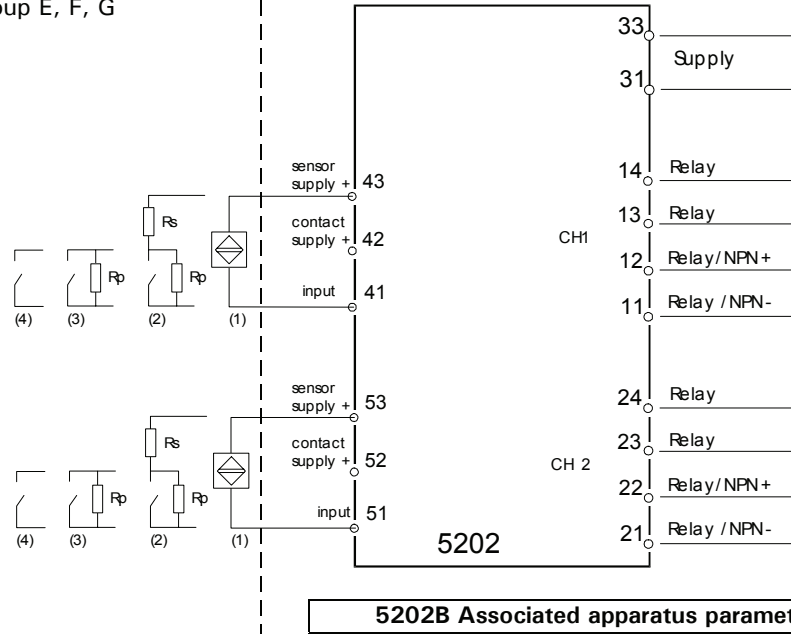 E, F, G
33
Supply
31
sensor
supply + 43
14 Relay
Rs
contact
supply + 42
13 Relay
CH1
12 Relay/NPN+
Rp
Rp
input 41
11 Relay /NPN-
(4) (3) (2) (1)
sensor
supply + 53
24 Relay
Rs
contact
supply + 52
23 Relay
CH 2
22 Relay/NPN+
Rp
Rp
input 51
21 Relay /NPN-
(4) (3) (2) (1)
5202
5202B Associated apparatus